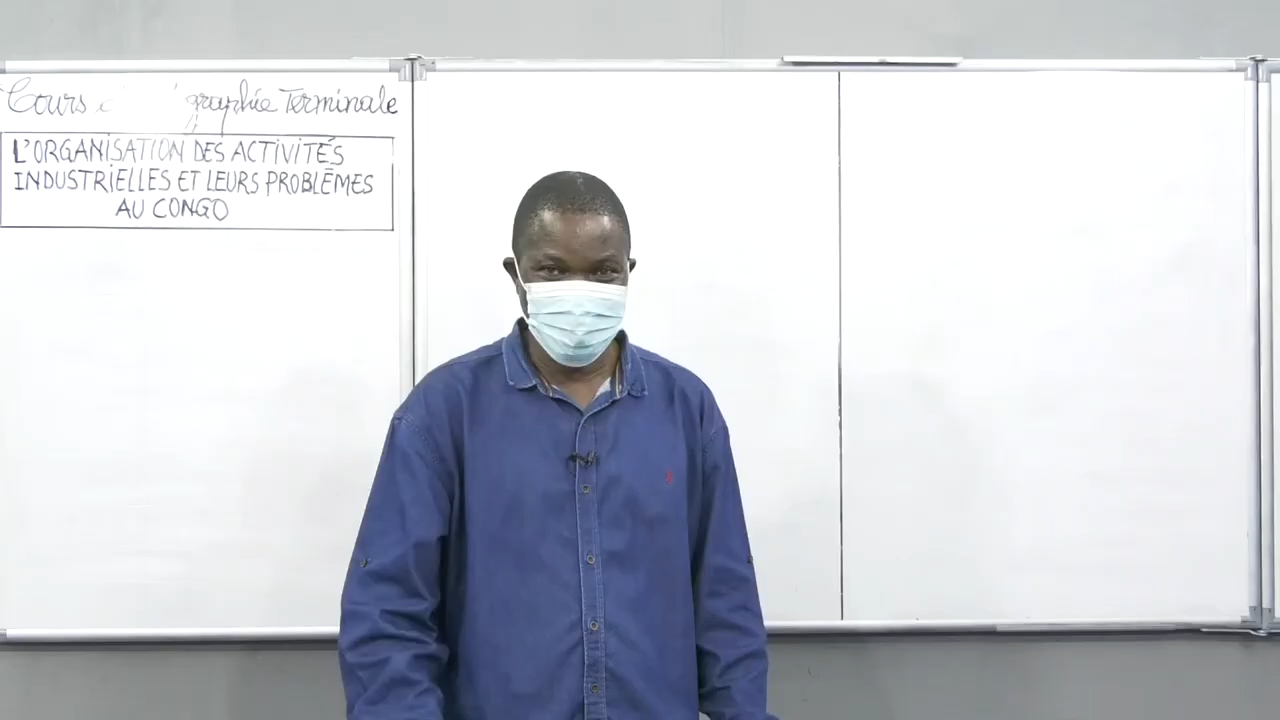 Cours graphie Terminale
L'ORGANISATION DES ACTIVITÉS
INDUSTRIELLES ET LEURS PROBLÈMES
AU CONGO